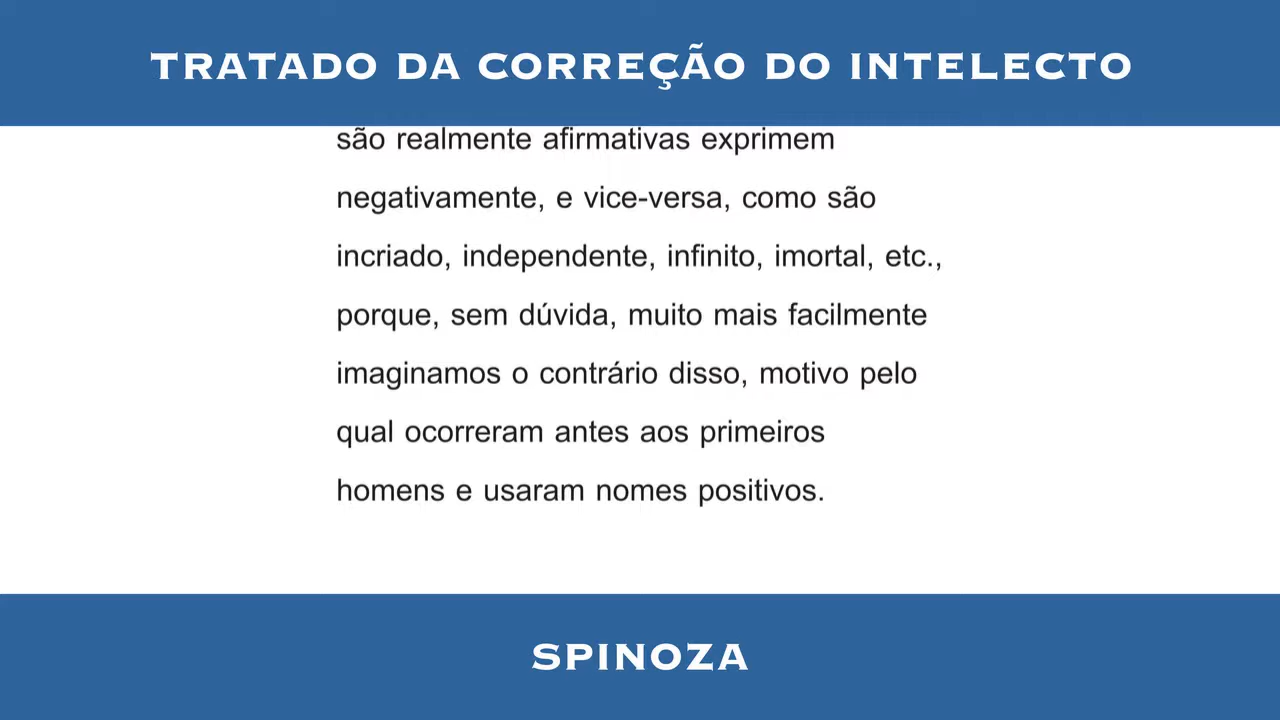 TRATADO DA CORREÇÃO DO INTELECTO
são realmente afirmativas exprimem
negativamente, e vice-versa, como são
incriado, independente, infinito, imortal, etc.,
porque, sem dúvida, muito mais facilmente
imaginamos o contrário disso, motivo pelo
qual ocorreram antes aos primeiros
homens e usaram nomes positivos.
SPINOZA